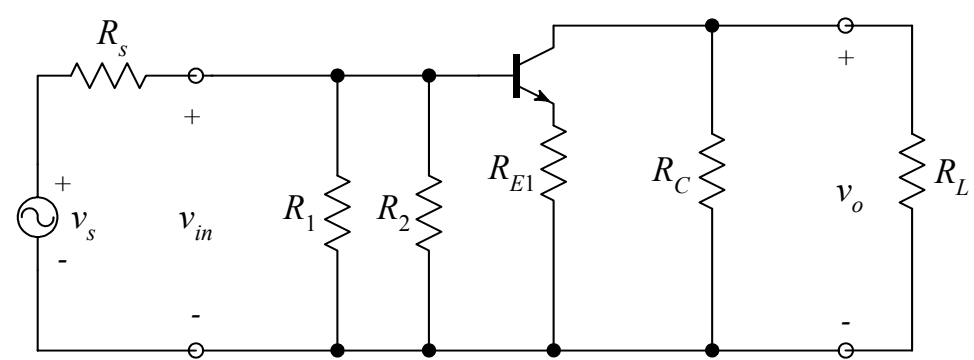 R_s
+
+
R_E1
R_C
R_L
+
v_s
v_in
R_1
R_2
v_o
-
-
-